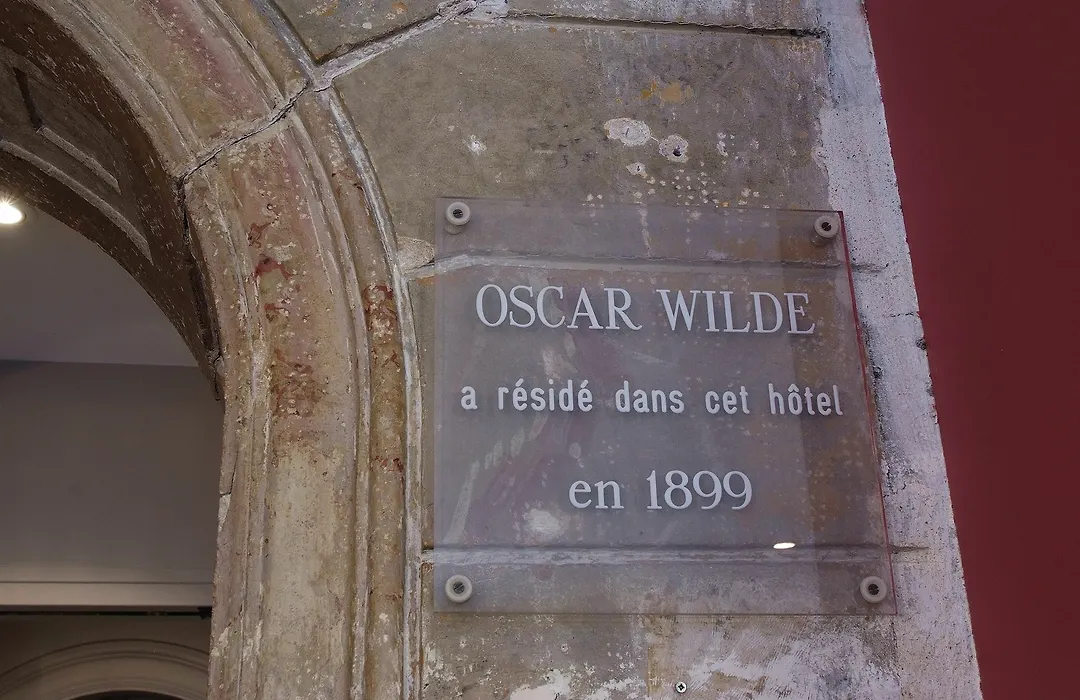 OSCAR WILDE
a résidé dans cet hôtel
en 1899